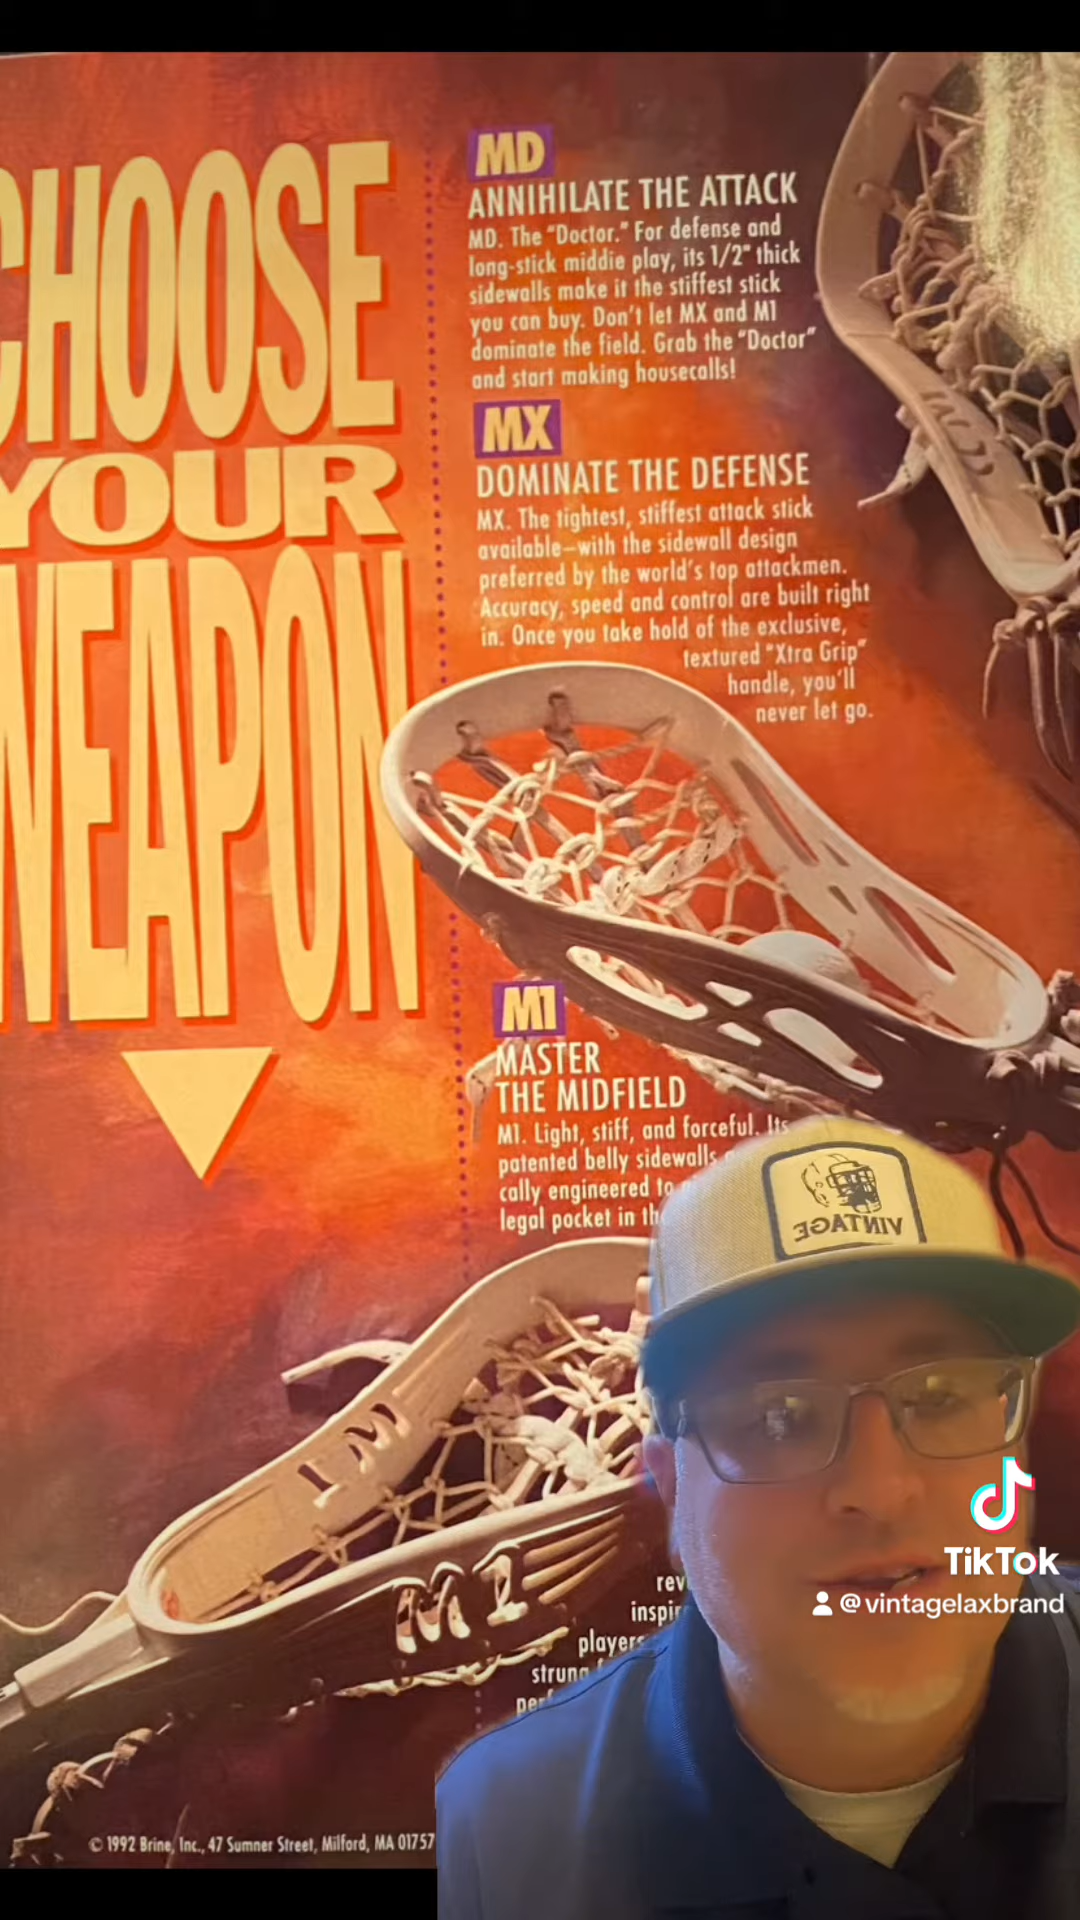 CHOOSE
YOUR
WEAPON
MD
ANNIHILATE THE ATTACK
MD. The "Doctor." For defense and
long-stick middie play, its 1/2" thick
sidewalls make it the stiffest stick
you can buy. Don't let MX and M1
dominate the field. Grab the "Doctor"
and start making housecalls!
MX
DOMINATE THE DEFENSE
MX. The tightest, stiffest attack stick
available—with the sidewall design
preferred by the world's top attackmen.
Accuracy, speed and control are built right
in. Once you take hold of the exclusive,
textured "Xtra Grip"
handle, you'll
never let go.
M1
MASTER
THE MIDFIELD
M1. Light, stiff, and forceful. Its
patented belly sidewalls
cally engineered to
legal pocket in
M1
M1
players
strung
© 1992 Brine, Inc., 47 Sumner Street, Milford, MA 01757
VINTAGE
TikTok
@vintagelaxbrand